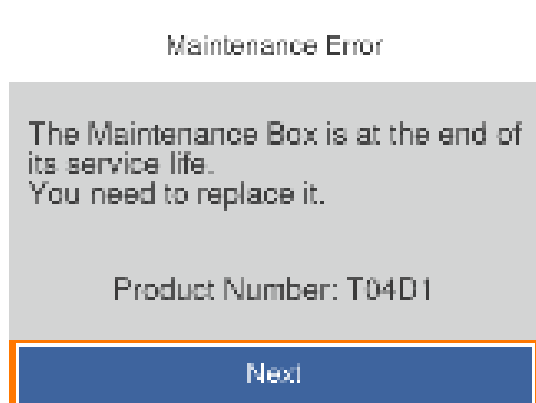 Maintenance Error
The Maintenance Box is at the end of
its service life.
You need to replace it.
Product Number: T04D1
Next